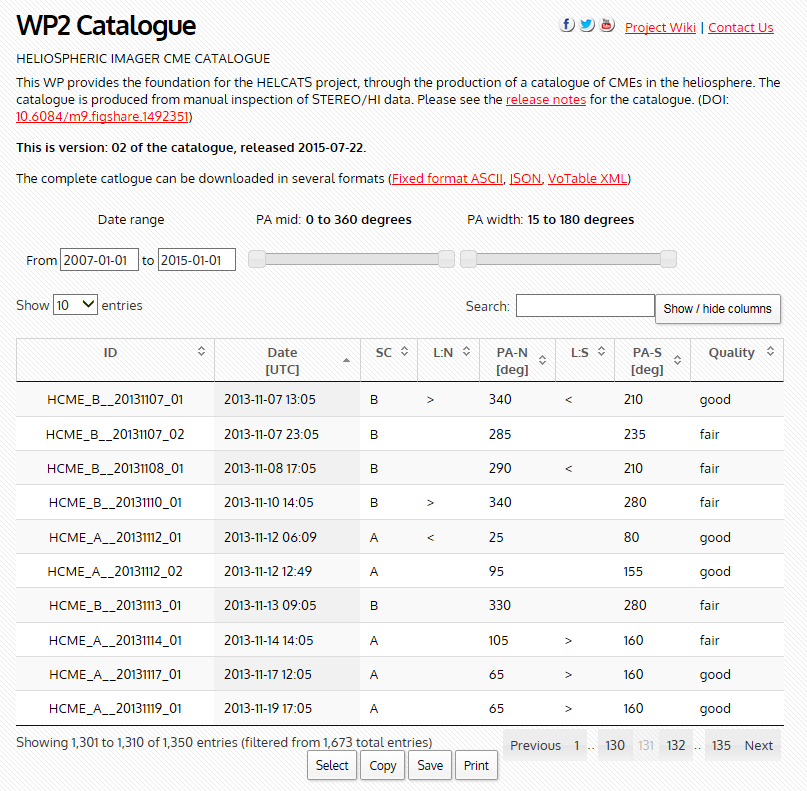 WP2 Catalogue
Project Wiki | Contact Us
HELIOSPHERIC IMAGER CME CATALOGUE
This WP provides the foundation for the HELCATS project, through the production of a catalogue of CMEs in the heliosphere. The
catalogue is produced from manual inspection of STEREO/HI data. Please see the release notes for the catalogue. (DOI:
10.6084/m9.figshare.1492351)
This is version: 02 of the catalogue, released 2015-07-22.
The complete catlogue can be downloaded in several formats (Fixed format ASCII, JSON, VoTable XML)
Date range PA mid: 0 to 360 degrees PA width: 15 to 180 degrees
From 2007-01-01 to 2015-01-01
Show 10 entries Search: Show / hide columns
ID Date SC L:N PA-N L:S PA-S Quality
[UTC] [deg] [deg]
HCME_B__20131107_01 2013-11-07 13:05 B > 340 < 210 good
HCME_B__20131107_02 2013-11-07 23:05 B 285 235 fair
HCME_B__20131108_01 2013-11-08 17:05 B 290 < 210 fair
HCME_B__20131110_01 2013-11-10 14:05 B > 340 280 fair
HCME_A__20131112_01 2013-11-12 06:09 A < 25 80 good
HCME_A__20131112_02 2013-11-12 12:49 A 95 155 good
HCME_B__20131113_01 2013-11-13 09:05 B 330 280 fair
HCME_A__20131114_01 2013-11-14 14:05 A 105 > 160 fair
HCME_A__20131117_01 2013-11-17 12:05 A 65 > 160 good
HCME_A__20131119_01 2013-11-19 17:05 A 65 > 160 good
Showing 1,301 to 1,310 of 1,350 entries (filtered from 1,673 total entries) Previous 1 .. 130 131 132 .. 135 Next
Select Copy Save Print